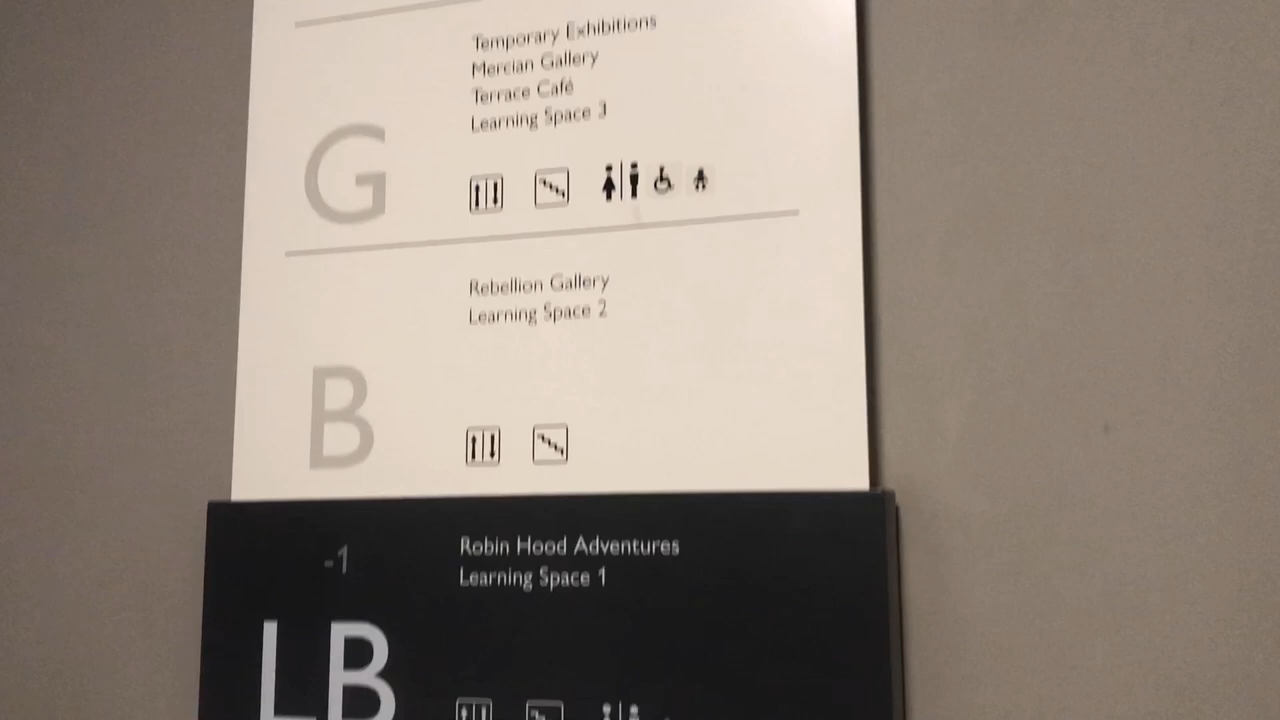 Temporary Exhibitions
Mercian Gallery
Terrace Café
Learning Space 3
G
Rebellion Gallery
Learning Space 2
B
-1
Robin Hood Adventures
Learning Space 1
LB